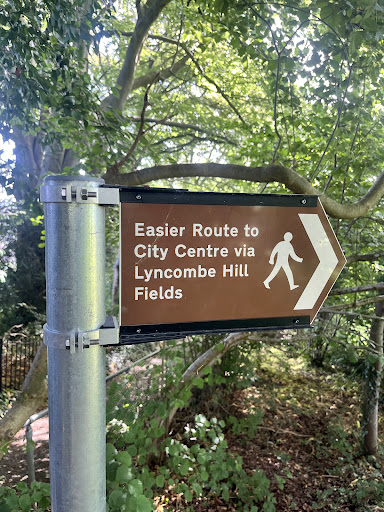 Easier Route to
City Centre via
Lyncombe Hill
Fields